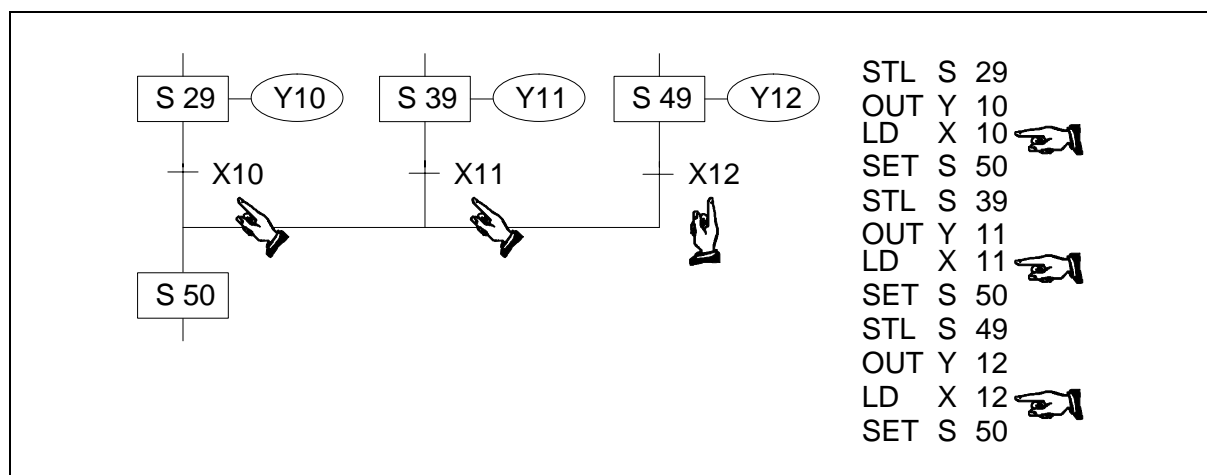 S 29 Y10 S 39 Y11 S 49 Y12
X10 X11 X12
S 50
STL S 29
OUT Y 10
LD X 10
SET S 50
STL S 39
OUT Y 11
LD X 11
SET S 50
STL S 49
OUT Y 12
LD X 12
SET S 50